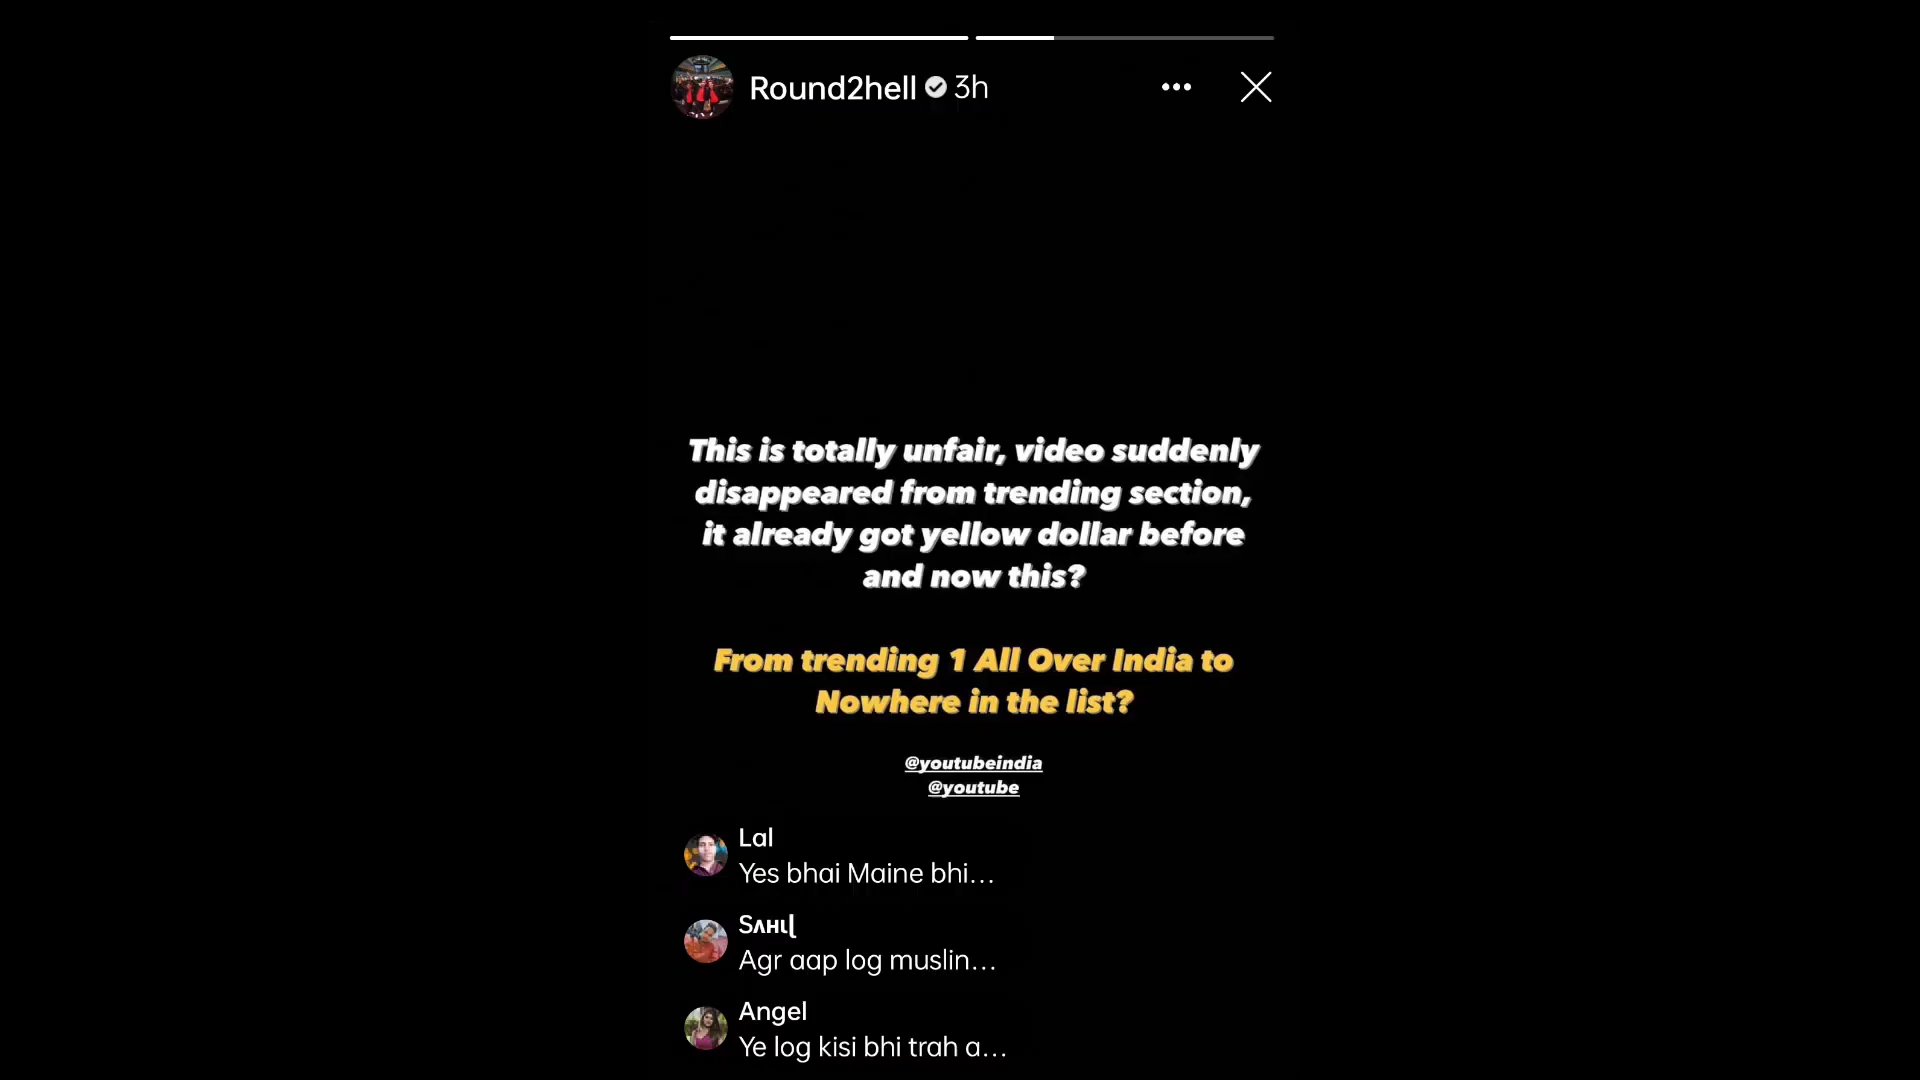 Round2hell 3h
This is totally unfair, video suddenly
disappeared from trending section,
it already got yellow dollar before
and now this?
From trending 1 All Over India to
Nowhere in the list?
@youtubeindia
@youtube
Lal
Yes bhai Maine bhi...
Sʌʜɩɭ
Agr aap log muslin...
Angel
Ye log kisi bhi trah a...